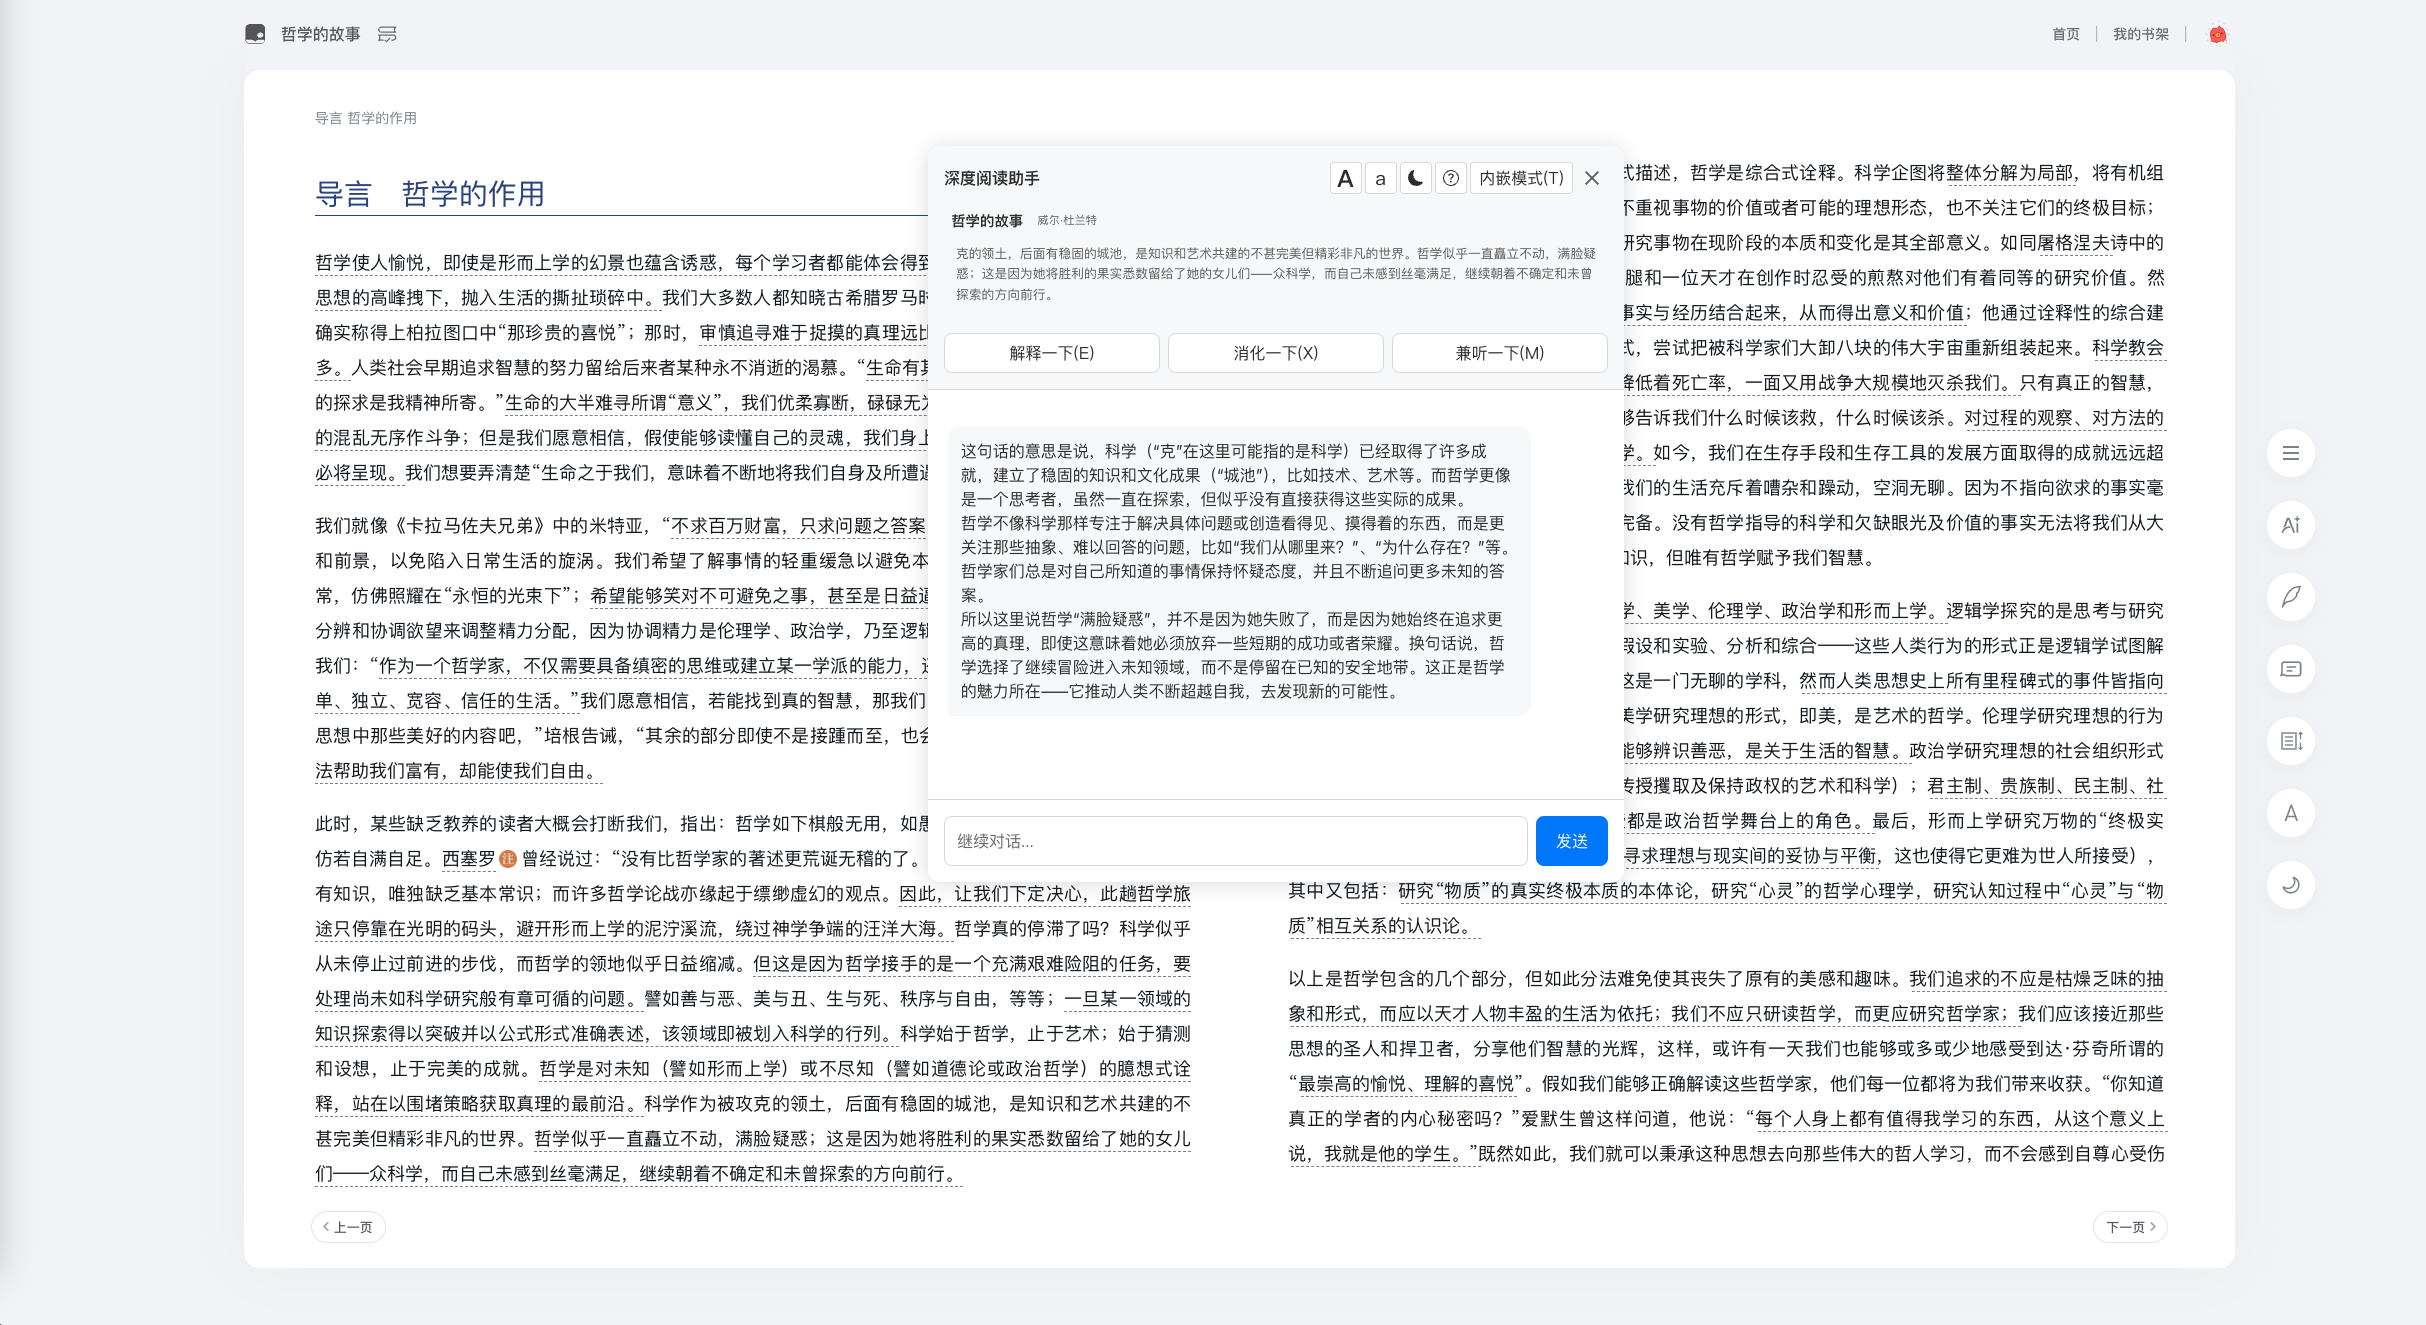 哲学的故事
首页
我的书架
导言 哲学的作用
导言 哲学的作用
哲学使人愉悦，即使是形而上学的幻景也蕴含诱惑，每个学习者都能体会得到
思想的高峰拽下，抛入生活的撕扯琐碎中。我们大多数人都知晓古希腊罗马时
确实称得上柏拉图口中“那珍贵的喜悦”；那时，审慎追寻难于捉摸的真理远比
多。人类社会早期追求智慧的努力留给后来者某种永不消逝的渴慕。“生命有其
的探求是我精神所寄。”生命的大半难寻所谓“意义”，我们优柔寡断，碌碌无为
的混乱无序作斗争；但是我们愿意相信，假使能够读懂自己的灵魂，我们身上
必将呈现。我们想要弄清楚“生命之于我们，意味着不断地将我们自身及所遭遇
我们就像《卡拉马佐夫兄弟》中的米特亚，“不求百万财富，只求问题之答案
和前景，以免陷入日常生活的旋涡。我们希望了解事情的轻重缓急以避免本
常，仿佛照耀在“永恒的光束下”；希望能够笑对不可避免之事，甚至是日益逼
分辨和协调欲望来调整精力分配，因为协调精力是伦理学、政治学，乃至逻辑
我们：“作为一个哲学家，不仅需要具备缜密的思维或建立某一学派的能力，
单、独立、宽容、信任的生活。”我们愿意相信，若能找到真的智慧，那我们
思想中那些美好的内容吧，”培根告诫，“其余的部分即使不是接踵而至，也会
法帮助我们富有，却能使我们自由。
此时，某些缺乏教养的读者大概会打断我们，指出：哲学如下棋般无用，如愚
仿若自满自足。西塞罗注曾经说过：“没有比哲学家的著述更荒诞无稽的了。
有知识，唯独缺乏基本常识；而许多哲学论战亦缘起于缥缈虚幻的观点。因此，让我们下定决心，此趟哲学旅
途只停靠在光明的码头，避开形而上学的泥泞溪流，绕过神学争端的汪洋大海。哲学真的停滞了吗？科学似乎
从未停止过前进的步伐，而哲学的领地似乎日益缩减。但这是因为哲学接手的是一个充满艰难险阻的任务，要
处理尚未如科学研究般有章可循的问题。譬如善与恶、美与丑、生与死、秩序与自由，等等；一旦某一领域的
知识探索得以突破并以公式形式准确表述，该领域即被划入科学的行列。科学始于哲学，止于艺术；始于猜测
和设想，止于完美的成就。哲学是对未知（譬如形而上学）或不尽知（譬如道德论或政治哲学）的臆想式诠
释，站在以围堵策略获取真理的最前沿。科学作为被攻克的领土，后面有稳固的城池，是知识和艺术共建的不
甚完美但精彩非凡的世界。哲学似乎一直矗立不动，满脸疑惑；这是因为她将胜利的果实悉数留给了她的女儿
们——众科学，而自己未感到丝毫满足，继续朝着不确定和未曾探索的方向前行。
上一页
深度阅读助手
A
a
内嵌模式(T)
哲学的故事 威尔·杜兰特
克的领土，后面有稳固的城池，是知识和艺术共建的不甚完美但精彩非凡的世界。哲学似乎一直矗立不动，满脸疑
惑；这是因为她将胜利的果实悉数留给了她的女儿们——众科学，而自己未感到丝毫满足，继续朝着不确定和未曾
探索的方向前行。
解释一下(E)
消化一下(X)
兼听一下(M)
这句话的意思是说，科学（“克”在这里可能指的是科学）已经取得了许多成
就，建立了稳固的知识和文化成果（“城池”），比如技术、艺术等。而哲学更像
是一个思考者，虽然一直在探索，但似乎没有直接获得这些实际的成果。
哲学不像科学那样专注于解决具体问题或创造看得见、摸得着的东西，而是更
关注那些抽象、难以回答的问题，比如“我们从哪里来？”、“为什么存在？”等。
哲学家们总是对自己所知道的事情保持怀疑态度，并且不断追问更多未知的答
案。
所以这里说哲学“满脸疑惑”，并不是因为她失败了，而是因为她始终在追求更
高的真理，即使这意味着她必须放弃一些短期的成功或者荣耀。换句话说，哲
学选择了继续冒险进入未知领域，而不是停留在已知的安全地带。这正是哲学
的魅力所在——它推动人类不断超越自我，去发现新的可能性。
继续对话...
发送
式描述，哲学是综合式诠释。科学企图将整体分解为局部，将有机组
不重视事物的价值或者可能的理想形态，也不关注它们的终极目标；
研究事物在现阶段的本质和变化是其全部意义。如同屠格涅夫诗中的
腿和一位天才在创作时忍受的煎熬对他们有着同等的研究价值。然
事实与经历结合起来，从而得出意义和价值；他通过诠释性的综合建
式，尝试把被科学家们大卸八块的伟大宇宙重新组装起来。科学教会
降低着死亡率，一面又用战争大规模地灭杀我们。只有真正的智慧，
够告诉我们什么时候该救，什么时候该杀。对过程的观察、对方法的
学。如今，我们在生存手段和生存工具的发展方面取得的成就远远超
我们的生活充斥着嘈杂和躁动，空洞无聊。因为不指向欲求的事实毫
完备。没有哲学指导的科学和欠缺眼光及价值的事实无法将我们从大
知识，但唯有哲学赋予我们智慧。
学、美学、伦理学、政治学和形而上学。逻辑学探究的是思考与研究
假设和实验、分析和综合——这些人类行为的形式正是逻辑学试图解
这是一门无聊的学科，然而人类思想史上所有里程碑式的事件皆指向
美学研究理想的形式，即美，是艺术的哲学。伦理学研究理想的行为
能够辨识善恶，是关于生活的智慧。政治学研究理想的社会组织形式
传授攫取及保持政权的艺术和科学）；君主制、贵族制、民主制、社
都是政治哲学舞台上的角色。最后，形而上学研究万物的“终极实
寻求理想与现实间的妥协与平衡，这也使得它更难为世人所接受），
其中又包括：研究“物质”的真实终极本质的本体论，研究“心灵”的哲学心理学，研究认知过程中“心灵”与“物
质”相互关系的认识论。
以上是哲学包含的几个部分，但如此分法难免使其丧失了原有的美感和趣味。我们追求的不应是枯燥乏味的抽
象和形式，而应以天才人物丰盈的生活为依托；我们不应只研读哲学，而更应研究哲学家；我们应该接近那些
思想的圣人和捍卫者，分享他们智慧的光辉，这样，或许有一天我们也能够或多或少地感受到达·芬奇所谓的
“最崇高的愉悦、理解的喜悦”。假如我们能够正确解读这些哲学家，他们每一位都将为我们带来收获。“你知道
真正的学者的内心秘密吗？”爱默生曾这样问道，他说：“每个人身上都有值得我学习的东西，从这个意义上
说，我就是他的学生。”既然如此，我们就可以秉承这种思想去向那些伟大的哲人学习，而不会感到自尊心受伤
下一页